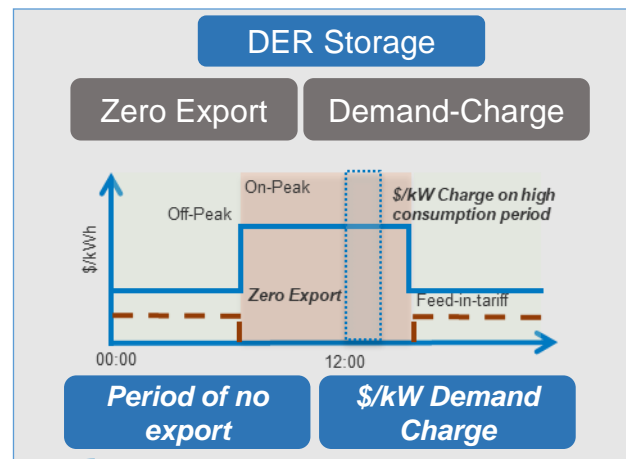 DER Storage
Zero Export
Demand-Charge
On-Peak
$/kW Charge on high
consumption period
Off-Peak
$/kWh
Zero Export
Feed-in-tariff
00:00
12:00
Period of no
export
$/kW Demand
Charge